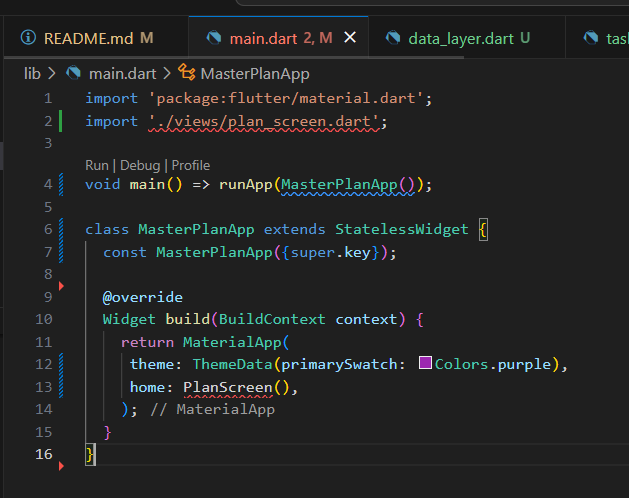 README.md M
main.dart 2, M
data_layer.dart U
lib > main.dart > MasterPlanApp
1 import 'package:flutter/material.dart';
2 import './views/plan_screen.dart';
3
Run | Debug | Profile
4 void main() => runApp(MasterPlanApp());
5
6 class MasterPlanApp extends StatelessWidget {
7 const MasterPlanApp({super.key});
8
9 @override
10 Widget build(BuildContext context) {
11 return MaterialApp(
12 theme: ThemeData(primarySwatch: Colors.purple),
13 home: PlanScreen(),
14 ); // MaterialApp
15 }
16 }